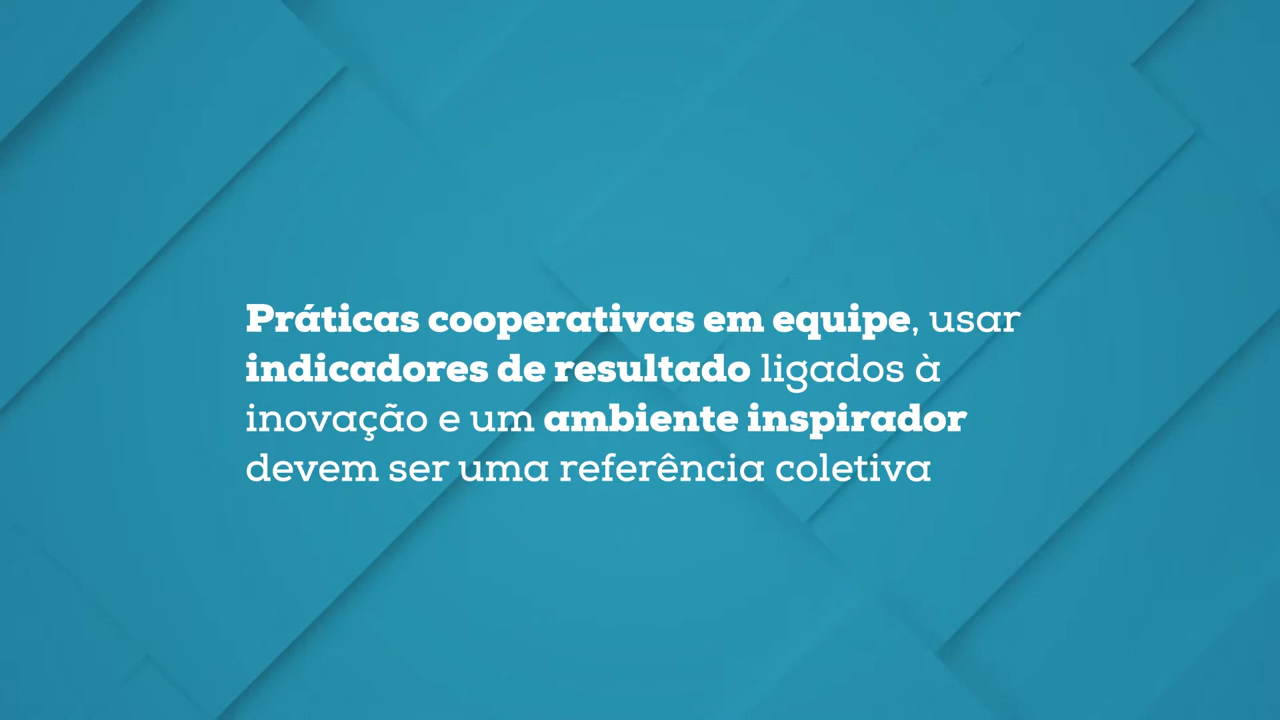 Práticas cooperativas em equipe, usar
indicadores de resultado ligados à
inovação e um ambiente inspirador
devem ser uma referência coletiva